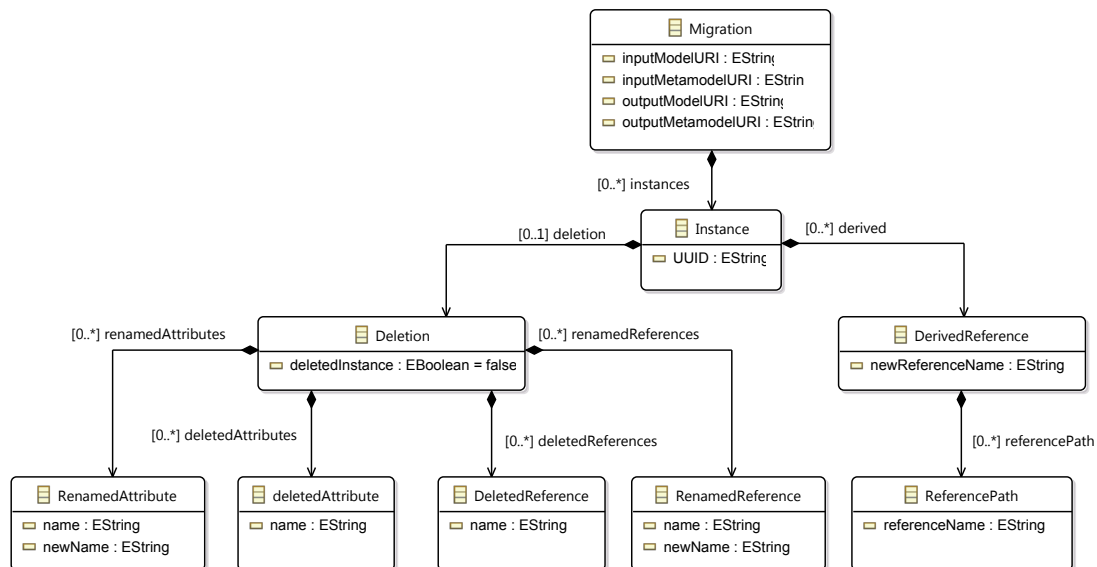 Migration
inputModelURI : EString
inputMetamodelURI : EStrin
outputModelURI : EString
outputMetamodelURI : EString
[0..*] instances
Instance
UUID : EString
[0..1] deletion
[0..*] derived
Deletion
deletedInstance : EBoolean = false
[0..*] renamedAttributes
[0..*] renamedReferences
DerivedReference
newReferenceName : EString
[0..*] deletedAttributes
[0..*] deletedReferences
[0..*] referencePath
RenamedAttribute
name : EString
newName : EString
deletedAttribute
name : EString
DeletedReference
name : EString
RenamedReference
name : EString
newName : EString
ReferencePath
referenceName : EString